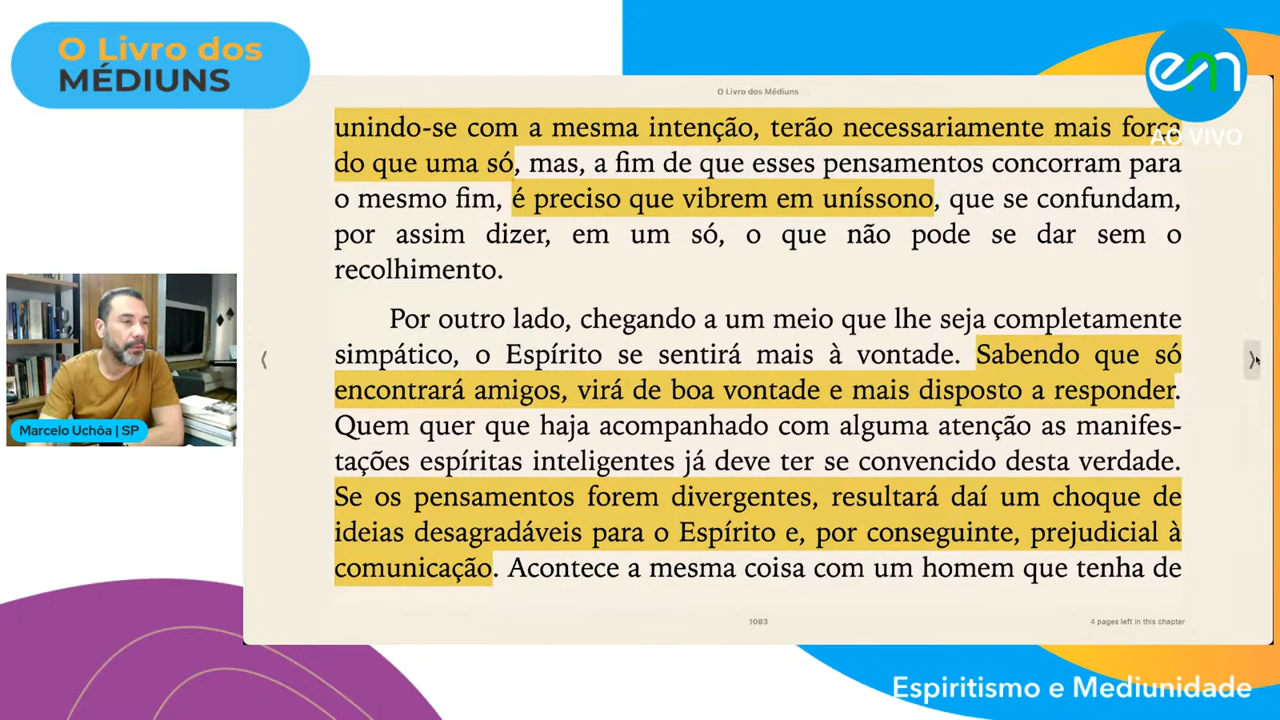 O Livro dos
MÉDIUNS
em
AO VIVO
O Livro dos Médiuns
unindo-se com a mesma intenção, terão necessariamente mais força
do que uma só, mas, a fim de que esses pensamentos concorram para
o mesmo fim, é preciso que vibrem em uníssono, que se confundam,
por assim dizer, em um só, o que não pode se dar sem o
recolhimento.
Por outro lado, chegando a um meio que lhe seja completamente
simpático, o Espírito se sentirá mais à vontade. Sabendo que só
encontrará amigos, virá de boa vontade e mais disposto a responder.
Quem quer que haja acompanhado com alguma atenção as manifes-
tações espíritas inteligentes já deve ter se convencido desta verdade.
Se os pensamentos forem divergentes, resultará daí um choque de
ideias desagradáveis para o Espírito e, por conseguinte, prejudicial à
comunicação. Acontece a mesma coisa com um homem que tenha de
1083
4 pages left in this chapter
Marcelo Uchôa | SP
Espiritismo e Mediunidade